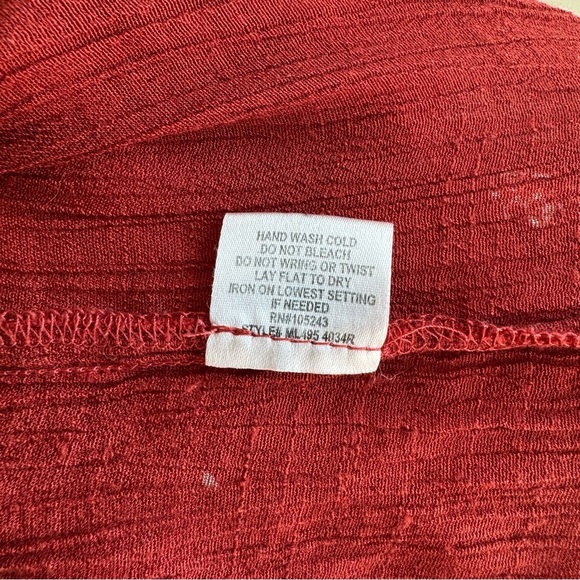 HAND WASH COLD
DO NOT BLEACH
DO NOT WRING OR TWIST
LAY FLAT TO DRY
IRON ON LOWEST SETTING
IF NEEDED
RN#105243
STYLE# ML195 4034R